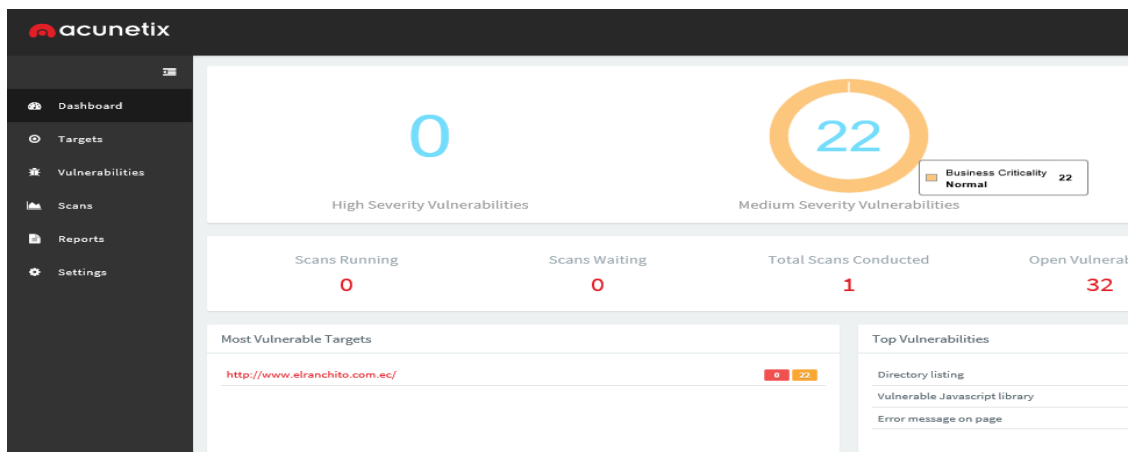 acunetix
Dashboard
Targets
Vulnerabilities
Scans
Reports
Settings
0
High Severity Vulnerabilities
22
Medium Severity Vulnerabilities
Business Criticality 22
Normal
Scans Running
0
Scans Waiting
0
Total Scans Conducted
1
Open Vulnerab
32
Most Vulnerable Targets
http://www.elranchito.com.ec/ 0 22
Top Vulnerabilities
Directory listing
Vulnerable Javascript library
Error message on page